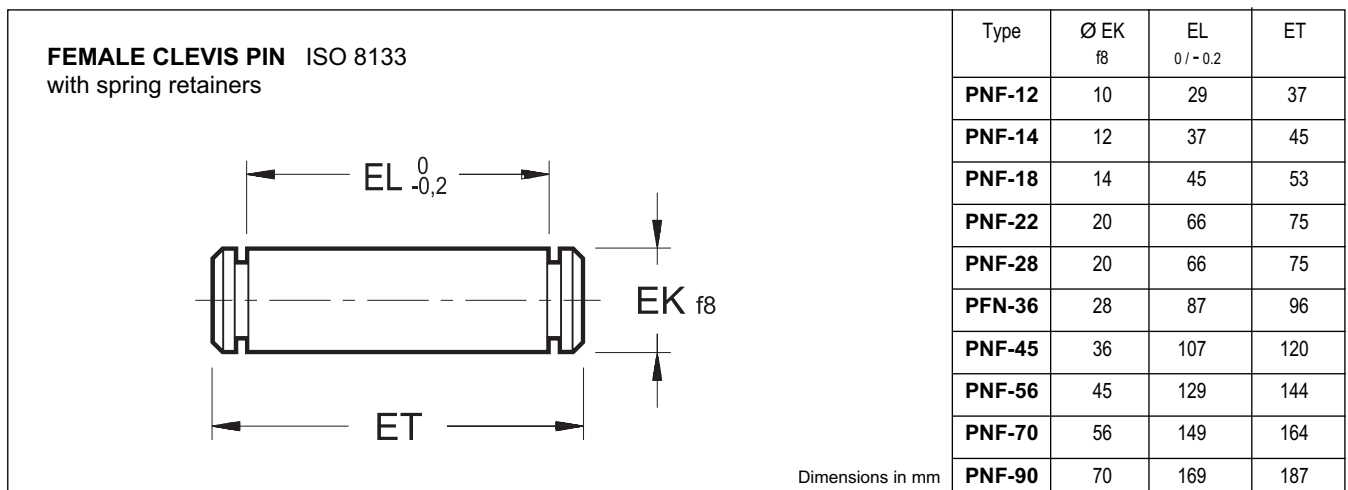 FEMALE CLEVIS PIN ISO 8133
with spring retainers
EL 0 -0,2
EK f8
ET
Dimensions in mm
Type Ø EK EL ET
f8 0 / - 0.2
PNF-12 10 29 37
PNF-14 12 37 45
PNF-18 14 45 53
PNF-22 20 66 75
PNF-28 20 66 75
PFN-36 28 87 96
PNF-45 36 107 120
PNF-56 45 129 144
PNF-70 56 149 164
PNF-90 70 169 187